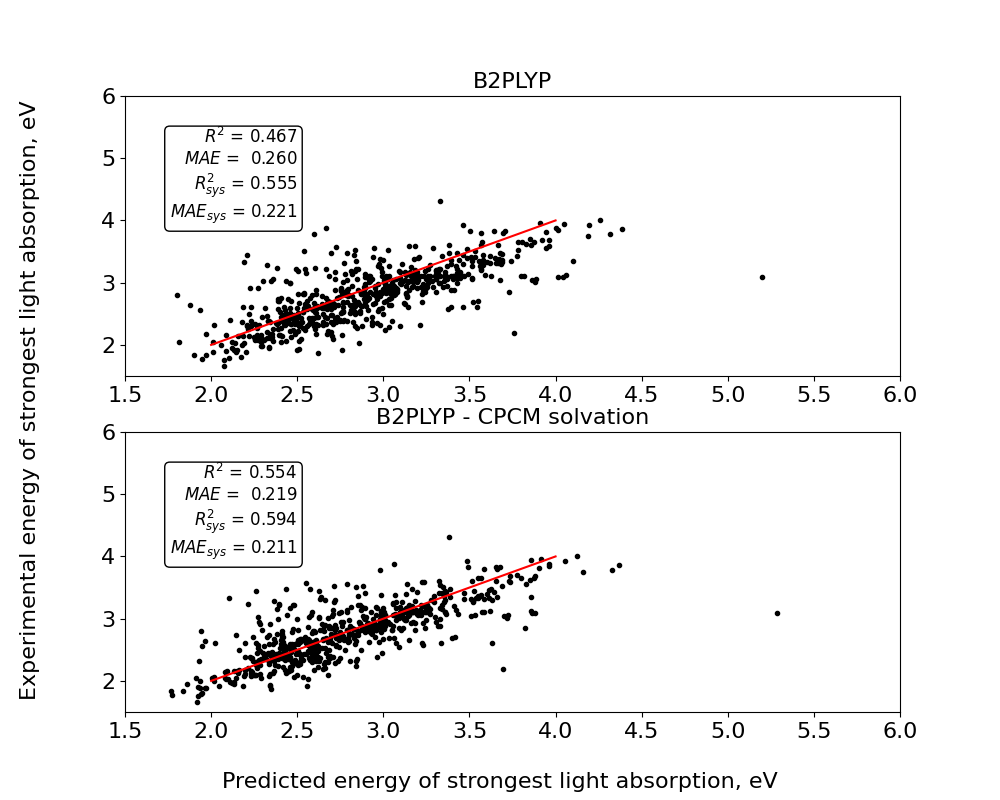 B2PLYP
6
5
4
3
2
R² = 0.467
MAE = 0.260
R²sys = 0.555
MAEsys = 0.221
1.5 2.0 2.5 3.0 3.5 4.0 4.5 5.0 5.5 6.0
B2PLYP - CPCM solvation
6
5
4
3
2
R² = 0.554
MAE = 0.219
R²sys = 0.594
MAEsys = 0.211
1.5 2.0 2.5 3.0 3.5 4.0 4.5 5.0 5.5 6.0
Experimental energy of strongest light absorption, eV
Predicted energy of strongest light absorption, eV